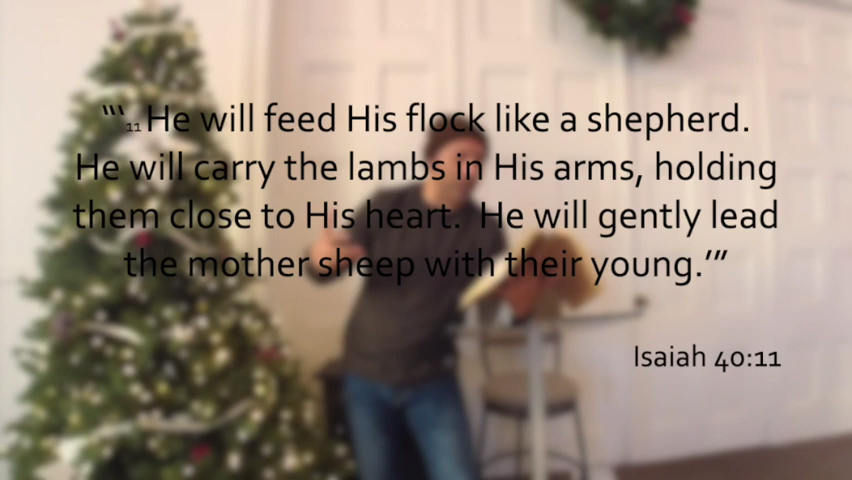 “‘11 He will feed His flock like a shepherd.
He will carry the lambs in His arms, holding
them close to His heart.  He will gently lead
the mother sheep with their young.’”
Isaiah 40:11